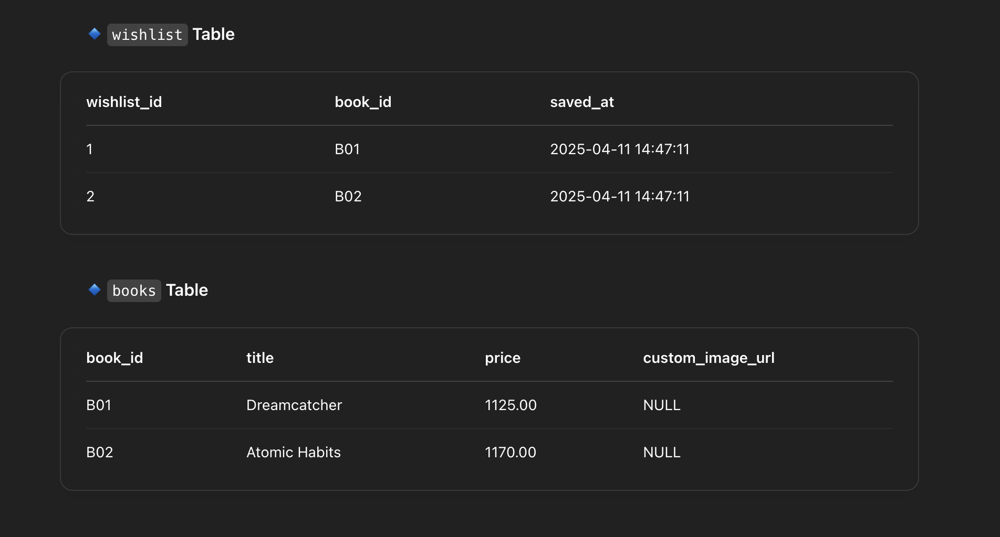 wishlist Table
wishlist_id book_id saved_at
1 B01 2025-04-11 14:47:11
2 B02 2025-04-11 14:47:11
books Table
book_id title price custom_image_url
B01 Dreamcatcher 1125.00 NULL
B02 Atomic Habits 1170.00 NULL